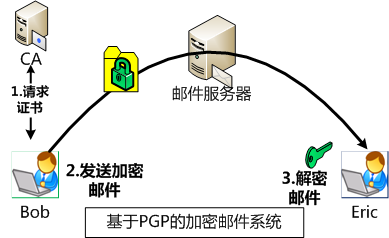 CA
1.请求
证书
邮件服务器
2.发送加密
邮件
3.解密
邮件
Bob
Eric
基于PGP的加密邮件系统